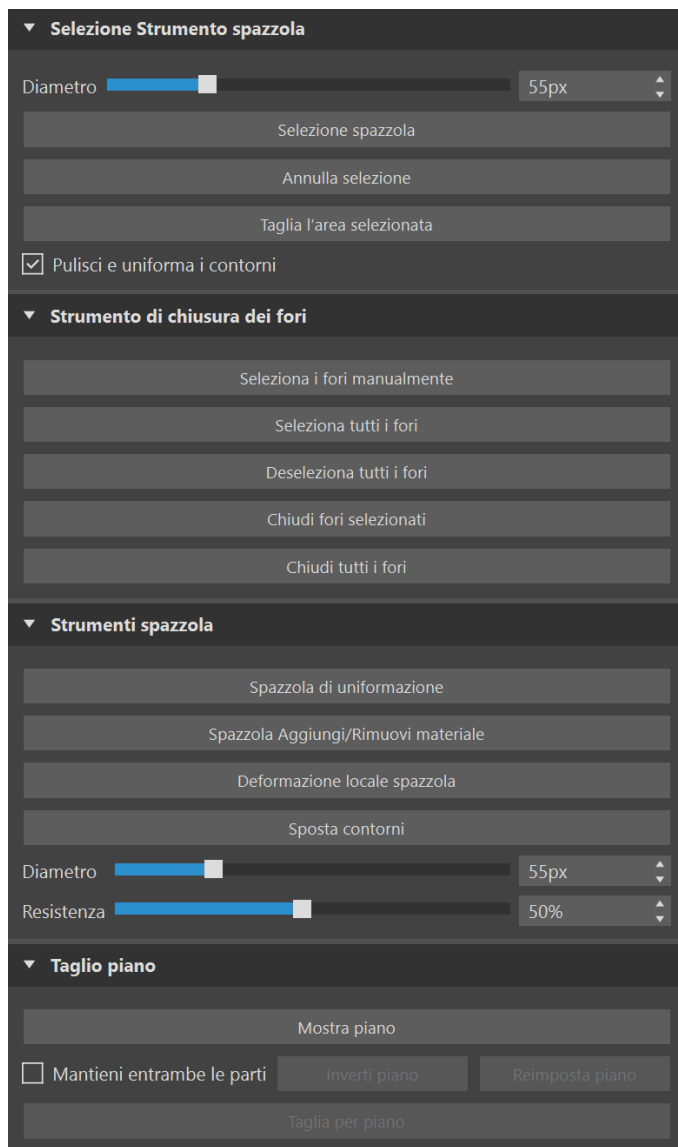 Selezione Strumento spazzola
Diametro 55px
Selezione spazzola
Annulla selezione
Taglia l'area selezionata
Pulisci e uniforma i contorni
Strumento di chiusura dei fori
Seleziona i fori manualmente
Seleziona tutti i fori
Deseleziona tutti i fori
Chiudi fori selezionati
Chiudi tutti i fori
Strumenti spazzola
Spazzola di uniformazione
Spazzola Aggiungi/Rimuovi materiale
Deformazione locale spazzola
Sposta contorni
Diametro 55px
Resistenza 50%
Taglio piano
Mostra piano
Mantieni entrambe le parti Inverti piano Reimposta piano
Taglia per piano